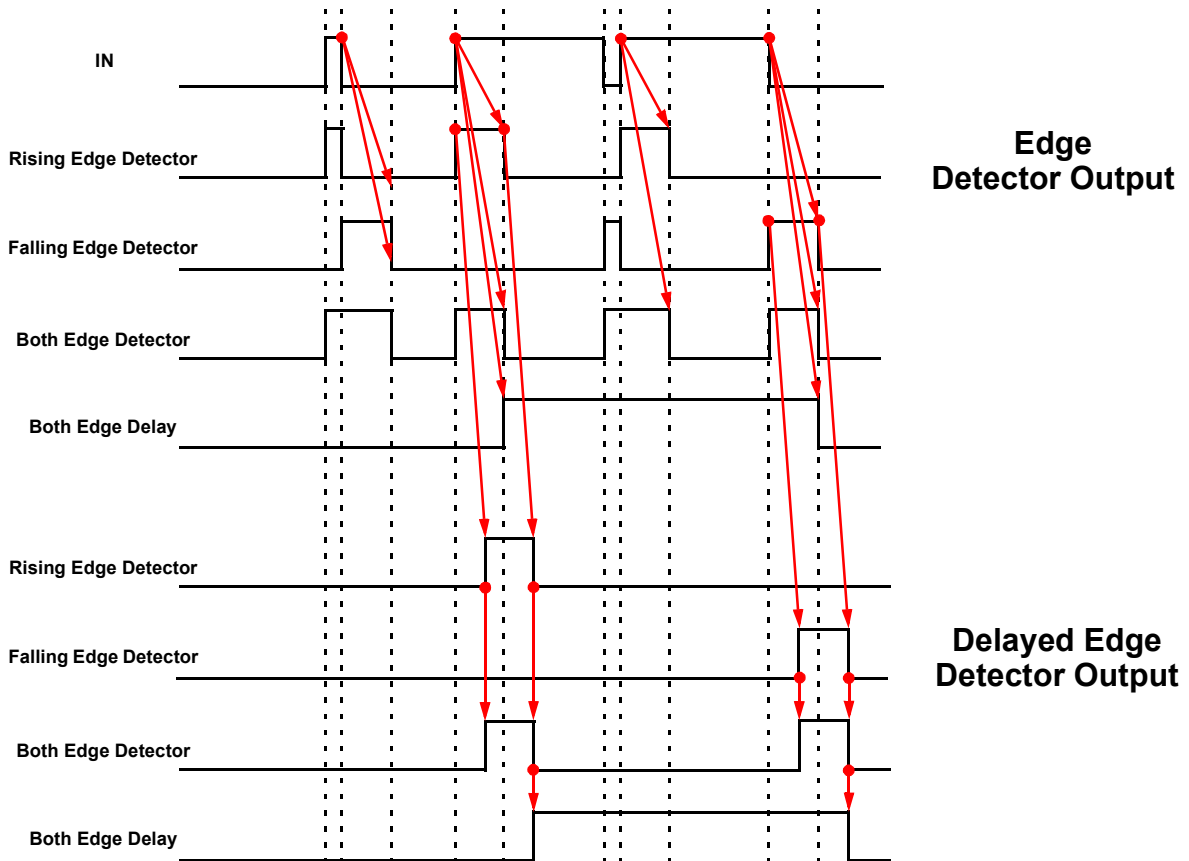 IN
Rising Edge Detector
Edge
Detector Output
Falling Edge Detector
Both Edge Detector
Both Edge Delay
Rising Edge Detector
Falling Edge Detector
Delayed Edge
Detector Output
Both Edge Detector
Both Edge Delay